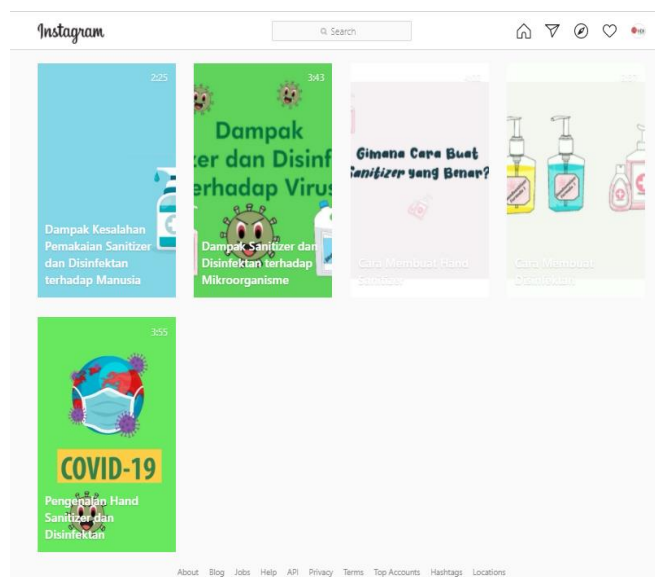 Instagram
Search
2:25
Dampak Kesalahan
Pemakaian Sanitizer
dan Disinfektan
terhadap Manusia
3:43
Dampak
zer dan Disinf
erhadap Virus
Dampak Sanitizer dan
Disinfektan terhadap
Mikroorganisme
Gimana Cara Buat
Sanitizer yang Benar?
Cara Membuat Hand
Sanitizer
Cara Membuat
Disinfektan
3:55
COVID-19
Pengenalan Hand
Sanitizer dan
Disinfektan
About Blog Jobs Help API Privacy Terms Top Accounts Hashtags Locations